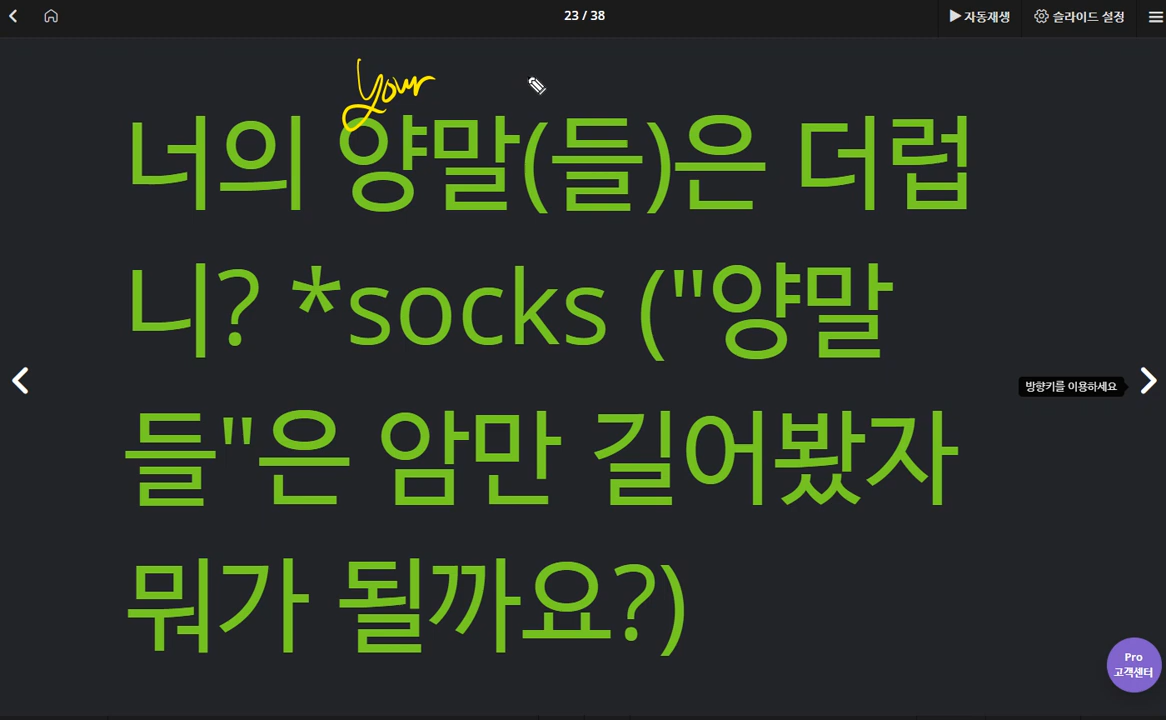 23 / 38
자동재생
슬라이드 설정
your
너의 양말(들)은 더럽
니? *socks ("양말
들"은 암만 길어봤자
뭐가 될까요?)
방향키를 이용하세요
Pro
고객센터